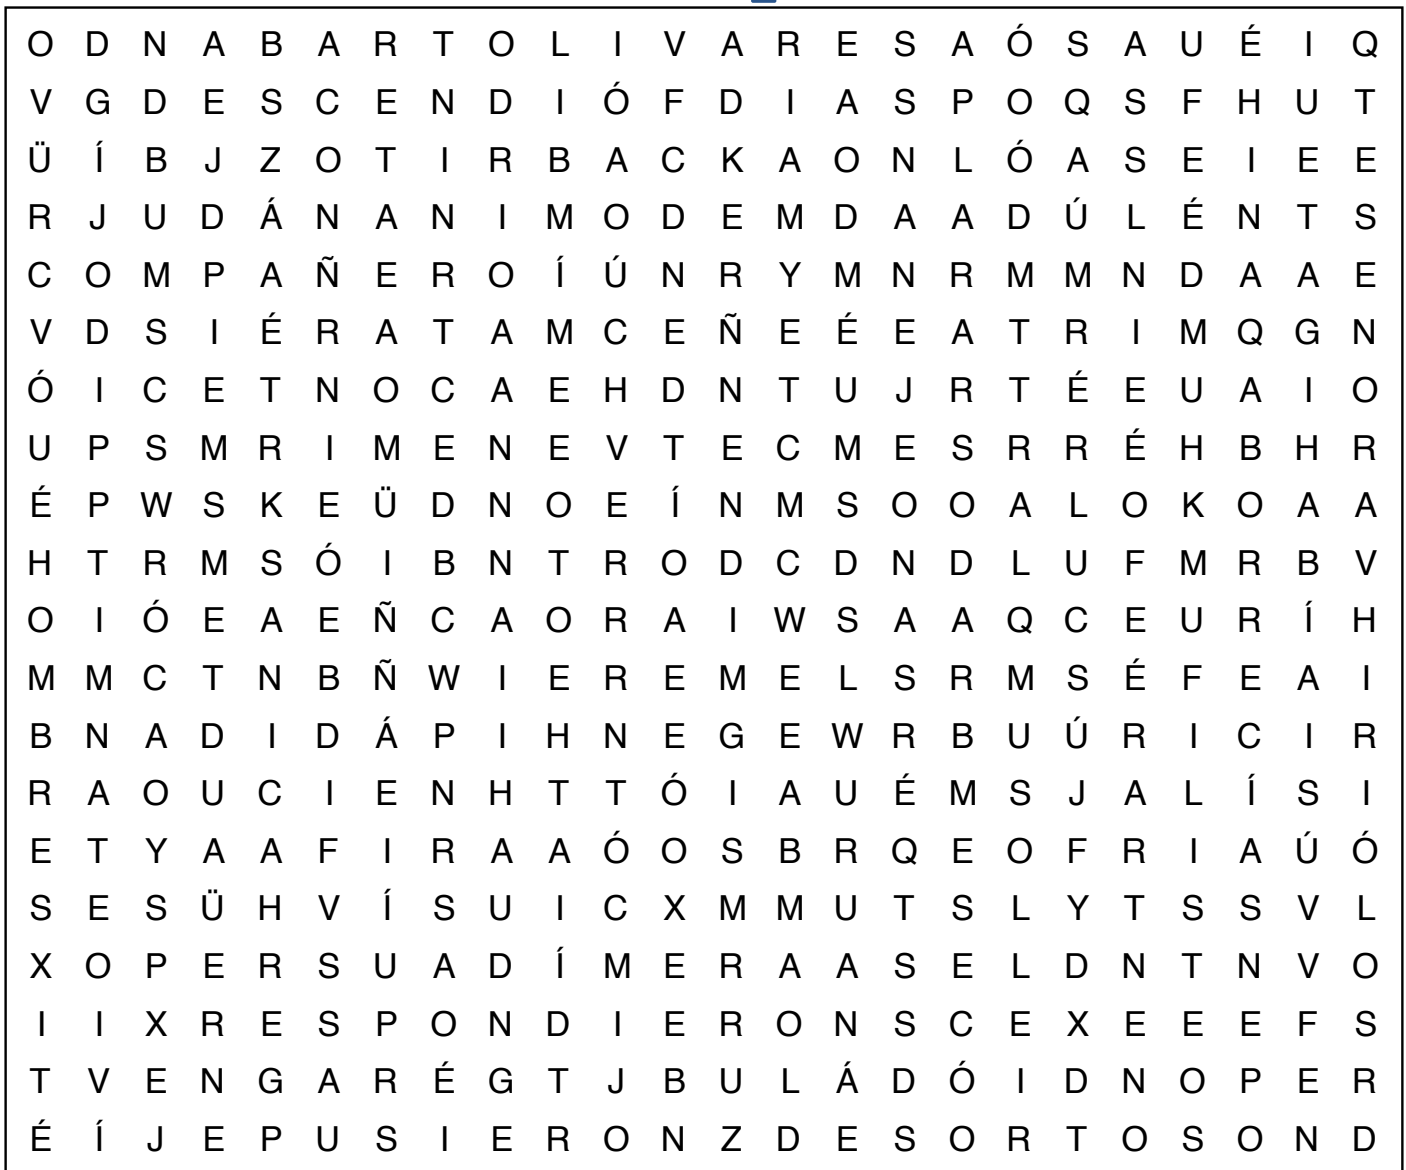 O D N A B A R T O L I V A R E S A Ó S A U É I Q
V G D E S C E N D I Ó F D I A S P O Q S F H U T
Ü Í B J Z O T I R B A C K A O N L Ó A S E I E E
R J U D Á N A N I M O D E M D A A D Ú L É N T S
C O M P A Ñ E R O Í Ú N R Y M N R M M N D A A E
V D S I É R A T A M C E Ñ E É E A T R I M Q G N
Ó I C E T N O C A E H D N T U J R T É E U A I O
U P S M R I M E N E V T E C M E S R R É H B H R
É P W S K E Ü D N O E Í N M S O O A L O K O A A
H T R M S Ó I B N T R O D C D N D L U F M R B V
O I Ó E A E Ñ C A O R A I W S A A Q C E U R Í H
M M C T N B Ñ W I E R E M E L S R M S É F E A I
B N A D I D Á P I H N E G E W R B U Ú R I C I R
R A O U C I E N H T T Ó I A U É M S J A L Í S I
E T Y A A F I R A A Ó O S B R Q E O F R I A Ú Ó
S E S Ü H V Í S U I C X M M U T S L Y T S S V L
X O P E R S U A D Í M E R A A S E L D N T N V O
I I X R E S P O N D I E R O N S C E X E E E F S
T V E N G A R É G T J B U L Á D Ó I D N O P E R
É Í J E P U S I E R O N Z D E S O R T O S O N D